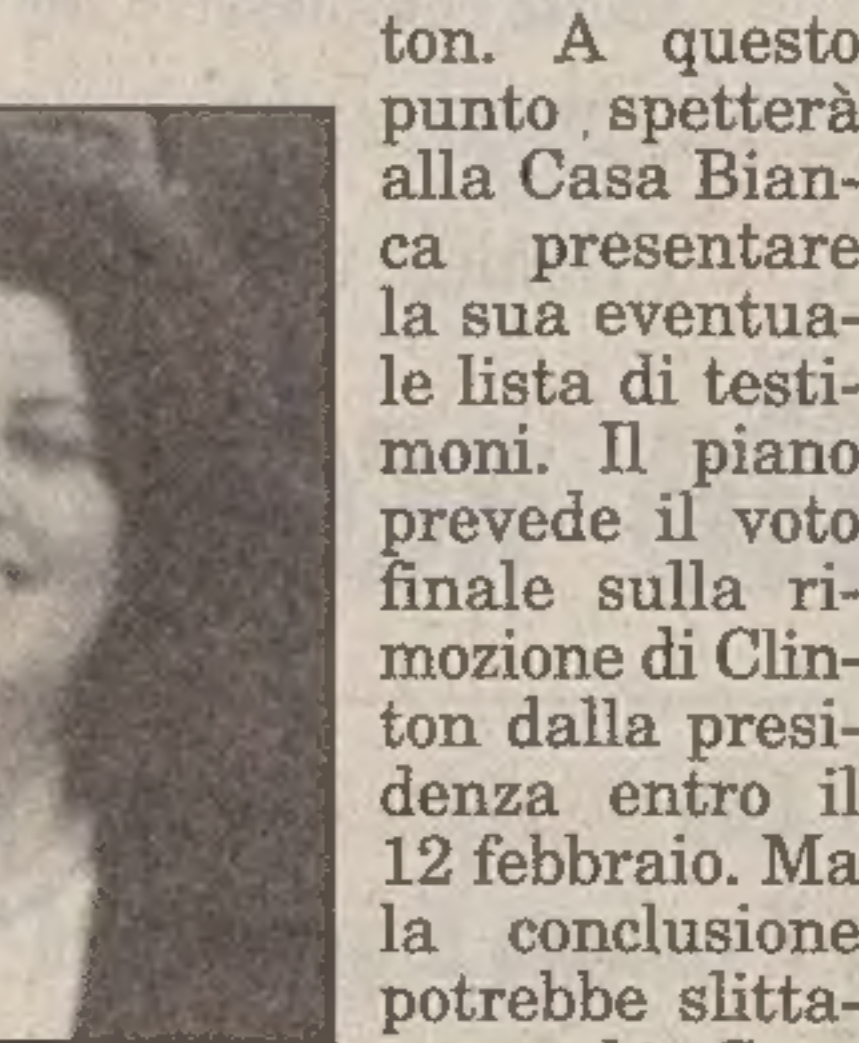 ton. A questo
punto spetterà
alla Casa Bian-
ca presentare
la sua eventua-
le lista di testi-
moni. Il piano
prevede il voto
finale sulla ri-
mozione di Clin-
ton dalla presi-
denza entro il
12 febbraio. Ma
la conclusione
potrebbe slitta-